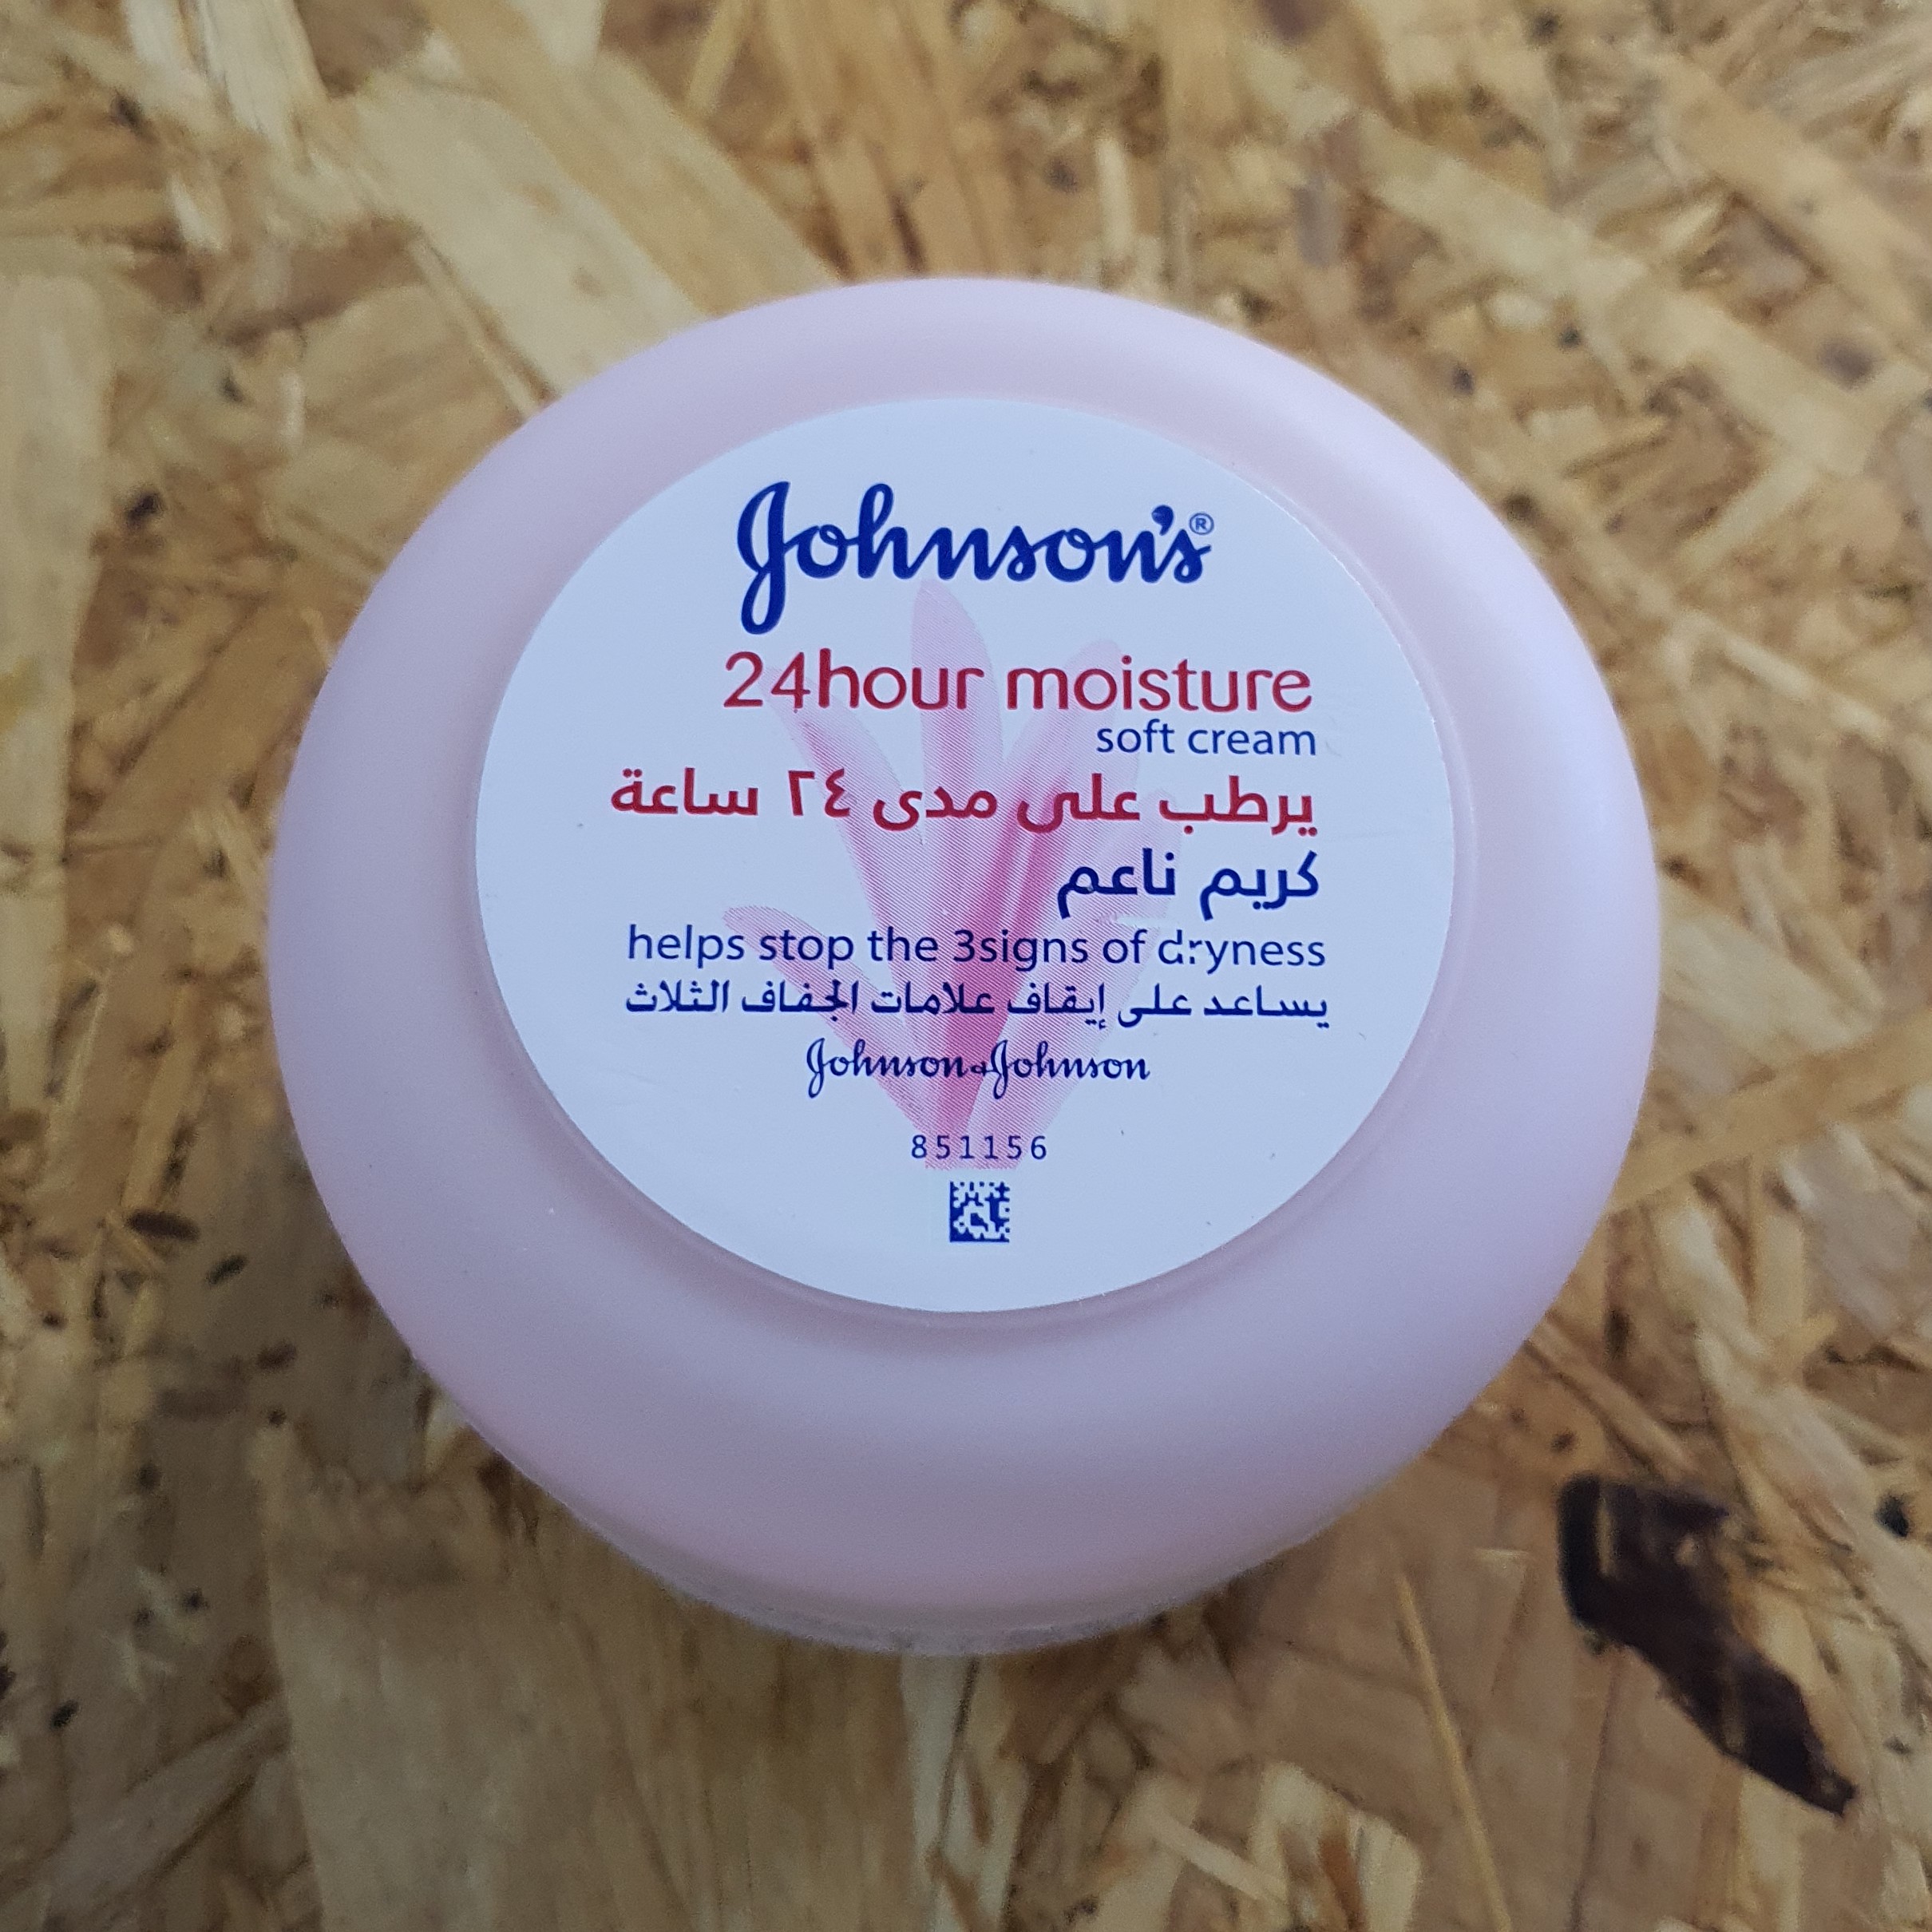 Johnson's®
24hour moisture
soft cream
يرطب على مدى ٢٤ ساعة
كريم ناعم
helps stop the 3signs of dryness
يساعد على إيقاف علامات الجفاف الثلاث
Johnson & Johnson
851156